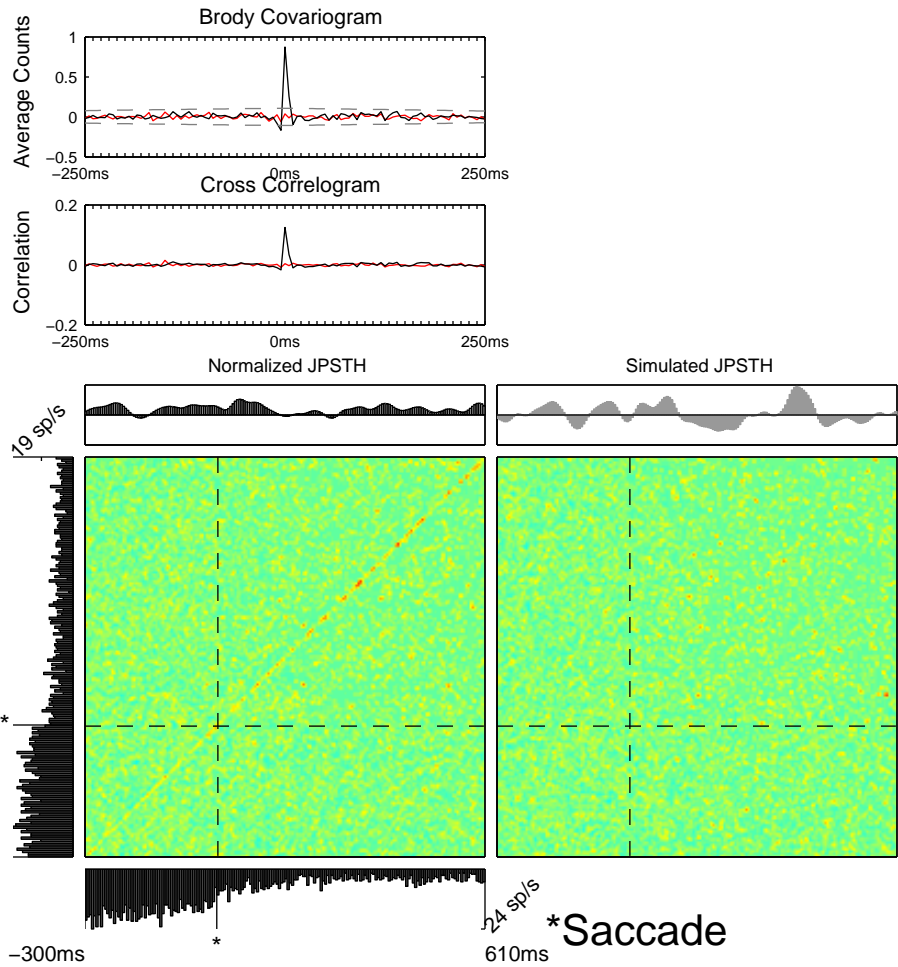 Brody Covariogram
Average Counts
1
0.5
0
−0.5
−250ms
0ms
250ms
Cross Correlogram
Correlation
0.2
0
−0.2
−250ms
0ms
250ms
Normalized JPSTH
Simulated JPSTH
19 sp/s
*
*
24 sp/s
*Saccade
−300ms
610ms